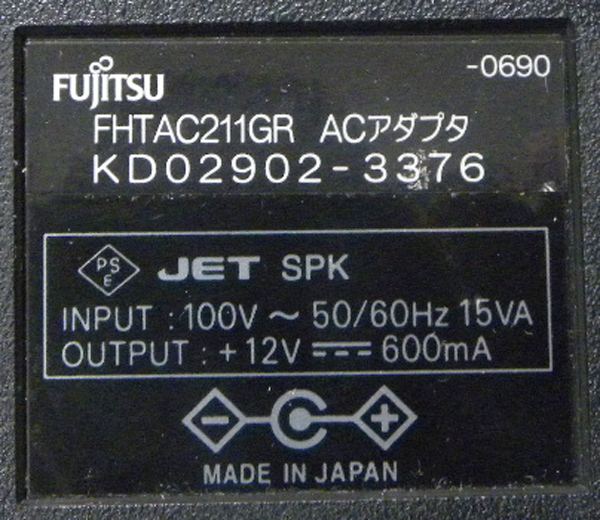 FUJITSU
-0690
FHTAC211GR ACアダプタ
KD02902-3376
PS E JET SPK
INPUT : 100V ~ 50/60Hz 15VA
OUTPUT : +12V ⎓ 600mA
- +
MADE IN JAPAN